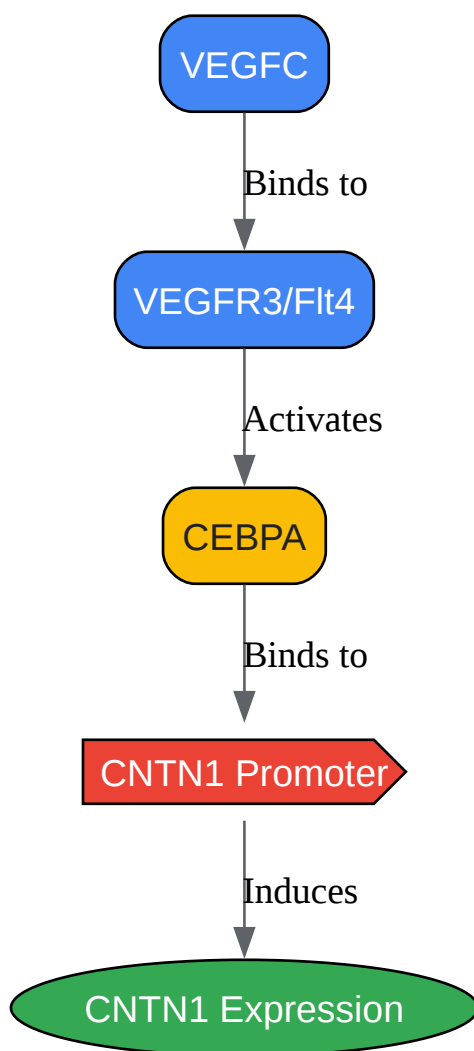 VEGFC
Binds to
VEGFR3/Flt4
Activates
CEBPA
Binds to
CNTN1 Promoter
Induces
CNTN1 Expression